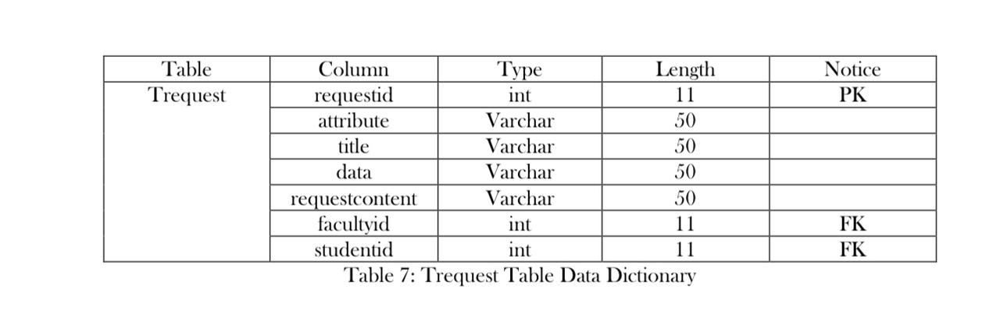 Table Column Type Length Notice
Trequest requestid int 11 PK
attribute Varchar 50
title Varchar 50
data Varchar 50
requestcontent Varchar 50
facultyid int 11 FK
studentid int 11 FK
Table 7: Trequest Table Data Dictionary